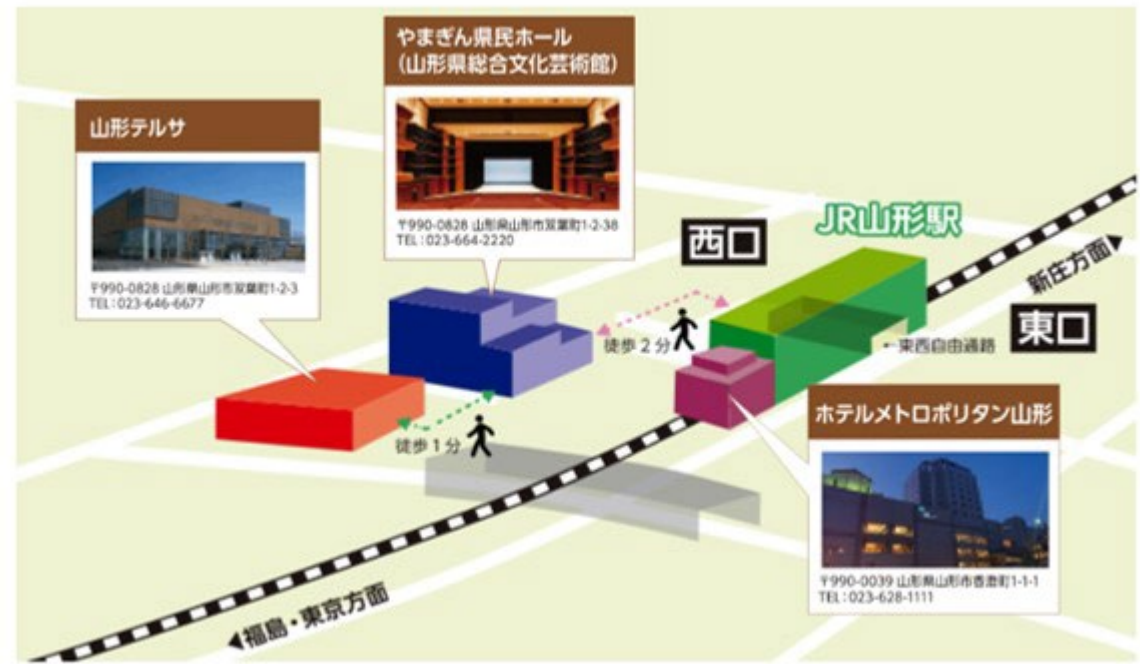 やまぎん県民ホール
(山形県総合文化芸術館)
〒990-0828 山形県山形市双葉町1-2-38
TEL:023-664-2220
山形テルサ
〒990-0828 山形県山形市双葉町1-2-3
TEL:023-646-6677
西口
JR山形駅
新庄方面▶
東口
←東西自由通路
徒歩2分
徒歩1分
ホテルメトロポリタン山形
〒990-0039 山形県山形市香澄町1-1-1
TEL:023-628-1111
◀福島・東京方面